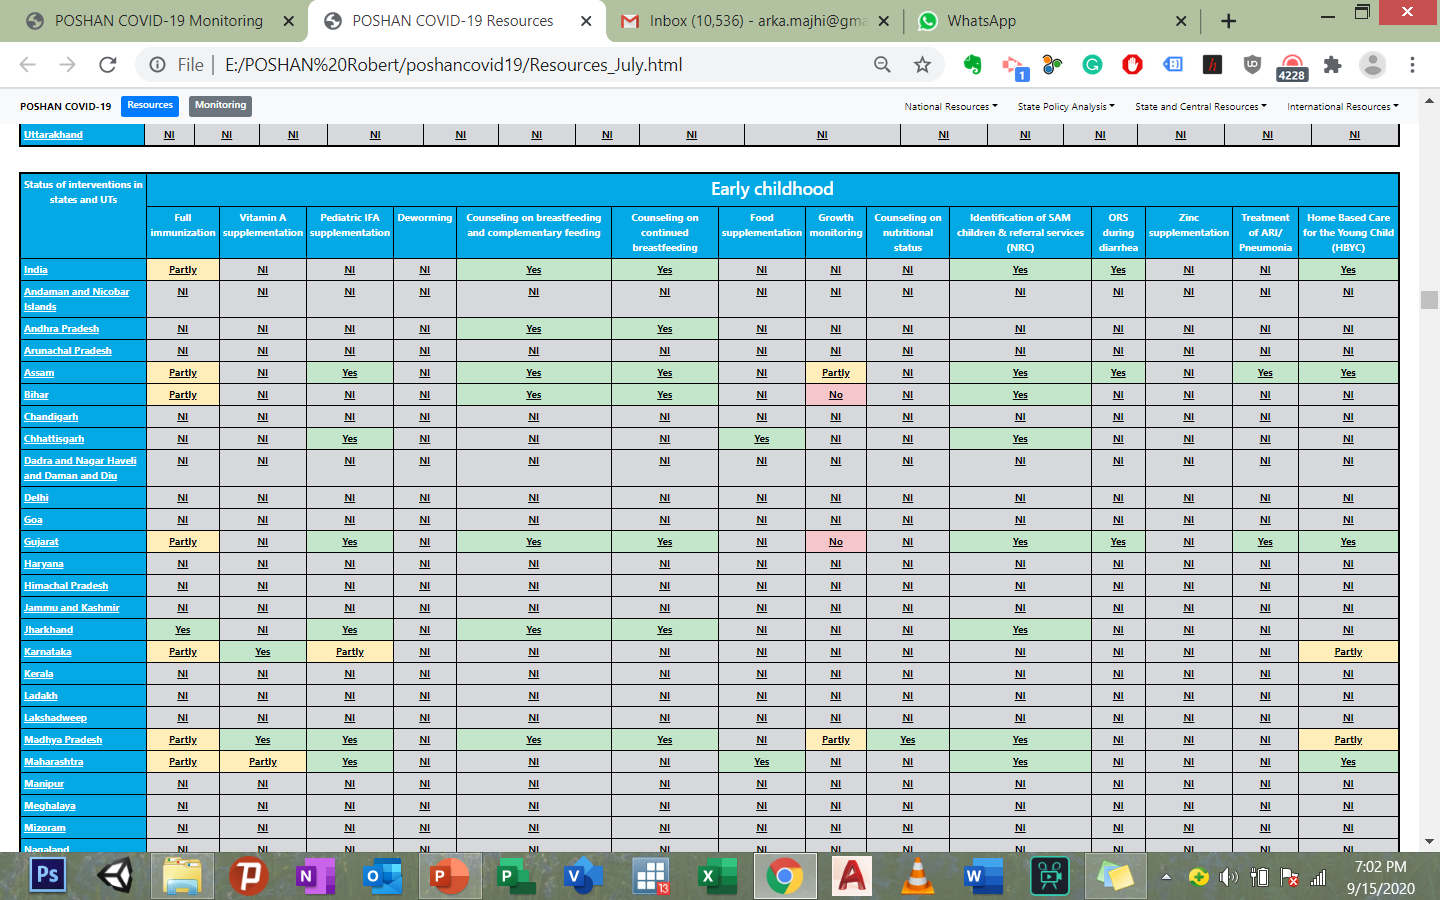 POSHAN COVID-19 Monitoring
POSHAN COVID-19 Resources
Inbox (10,536) - arka.majhi@gma
WhatsApp
File | E:/POSHAN%20Robert/poshancovid19/Resources_July.html
1
4228
POSHAN COVID-19 Resources Monitoring National Resources State Policy Analysis State and Central Resources International Resources
Uttarakhand NI NI NI NI NI NI NI NI NI NI NI NI NI NI NI
Status of interventions in
states and UTs
Early childhood
Full
immunization
Vitamin A
supplementation
Pediatric IFA
supplementation
Deworming
Counseling on breastfeeding
and complementary feeding
Counseling on
continued
breastfeeding
Food
supplementation
Growth
monitoring
Counseling on
nutritional
status
Identification of SAM
children & referral services
(NRC)
ORS
during
diarrhea
Zinc
supplementation
Treatment
of ARI/
Pneumonia
Home Based Care
for the Young Child
(HBYC)
India Partly NI NI NI Yes Yes NI NI NI Yes Yes NI NI Yes
Andaman and Nicobar
Islands NI NI NI NI NI NI NI NI NI NI NI NI NI NI
Andhra Pradesh NI NI NI NI Yes Yes NI NI NI NI NI NI NI NI
Arunachal Pradesh NI NI NI NI NI NI NI NI NI NI NI NI NI NI
Assam Partly NI Yes NI Yes Yes NI Partly NI Yes Yes NI Yes Yes
Bihar Partly NI NI NI Yes Yes NI No NI Yes NI NI NI NI
Chandigarh NI NI NI NI NI NI NI NI NI NI NI NI NI NI
Chhattisgarh NI NI Yes NI NI NI Yes NI NI Yes NI NI NI NI
Dadra and Nagar Haveli
and Daman and Diu NI NI NI NI NI NI NI NI NI NI NI NI NI NI
Delhi NI NI NI NI NI NI NI NI NI NI NI NI NI NI
Goa NI NI NI NI NI NI NI NI NI NI NI NI NI NI
Gujarat Partly NI Yes NI Yes Yes NI No NI Yes Yes NI Yes Yes
Haryana NI NI NI NI NI NI NI NI NI NI NI NI NI NI
Himachal Pradesh NI NI NI NI NI NI NI NI NI NI NI NI NI NI
Jammu and Kashmir NI NI NI NI NI NI NI NI NI NI NI NI NI NI
Jharkhand Yes NI Yes NI Yes Yes NI NI NI Yes NI NI NI NI
Karnataka Partly Yes Partly NI NI NI NI NI NI NI NI NI NI Partly
Kerala NI NI NI NI NI NI NI NI NI NI NI NI NI NI
Ladakh NI NI NI NI NI NI NI NI NI NI NI NI NI NI
Lakshadweep NI NI NI NI NI NI NI NI NI NI NI NI NI NI
Madhya Pradesh Partly Yes Yes NI Yes Yes NI Partly Yes Yes NI NI NI Partly
Maharashtra Partly Partly Yes NI NI NI Yes NI NI Yes NI NI NI Yes
Manipur NI NI NI NI NI NI NI NI NI NI NI NI NI NI
Meghalaya NI NI NI NI NI NI NI NI NI NI NI NI NI NI
Mizoram NI NI NI NI NI NI NI NI NI NI NI NI NI NI
Nagaland NI NI NI NI NI NI NI NI NI NI NI NI NI NI
Ps
13
7:02 PM
9/15/2020